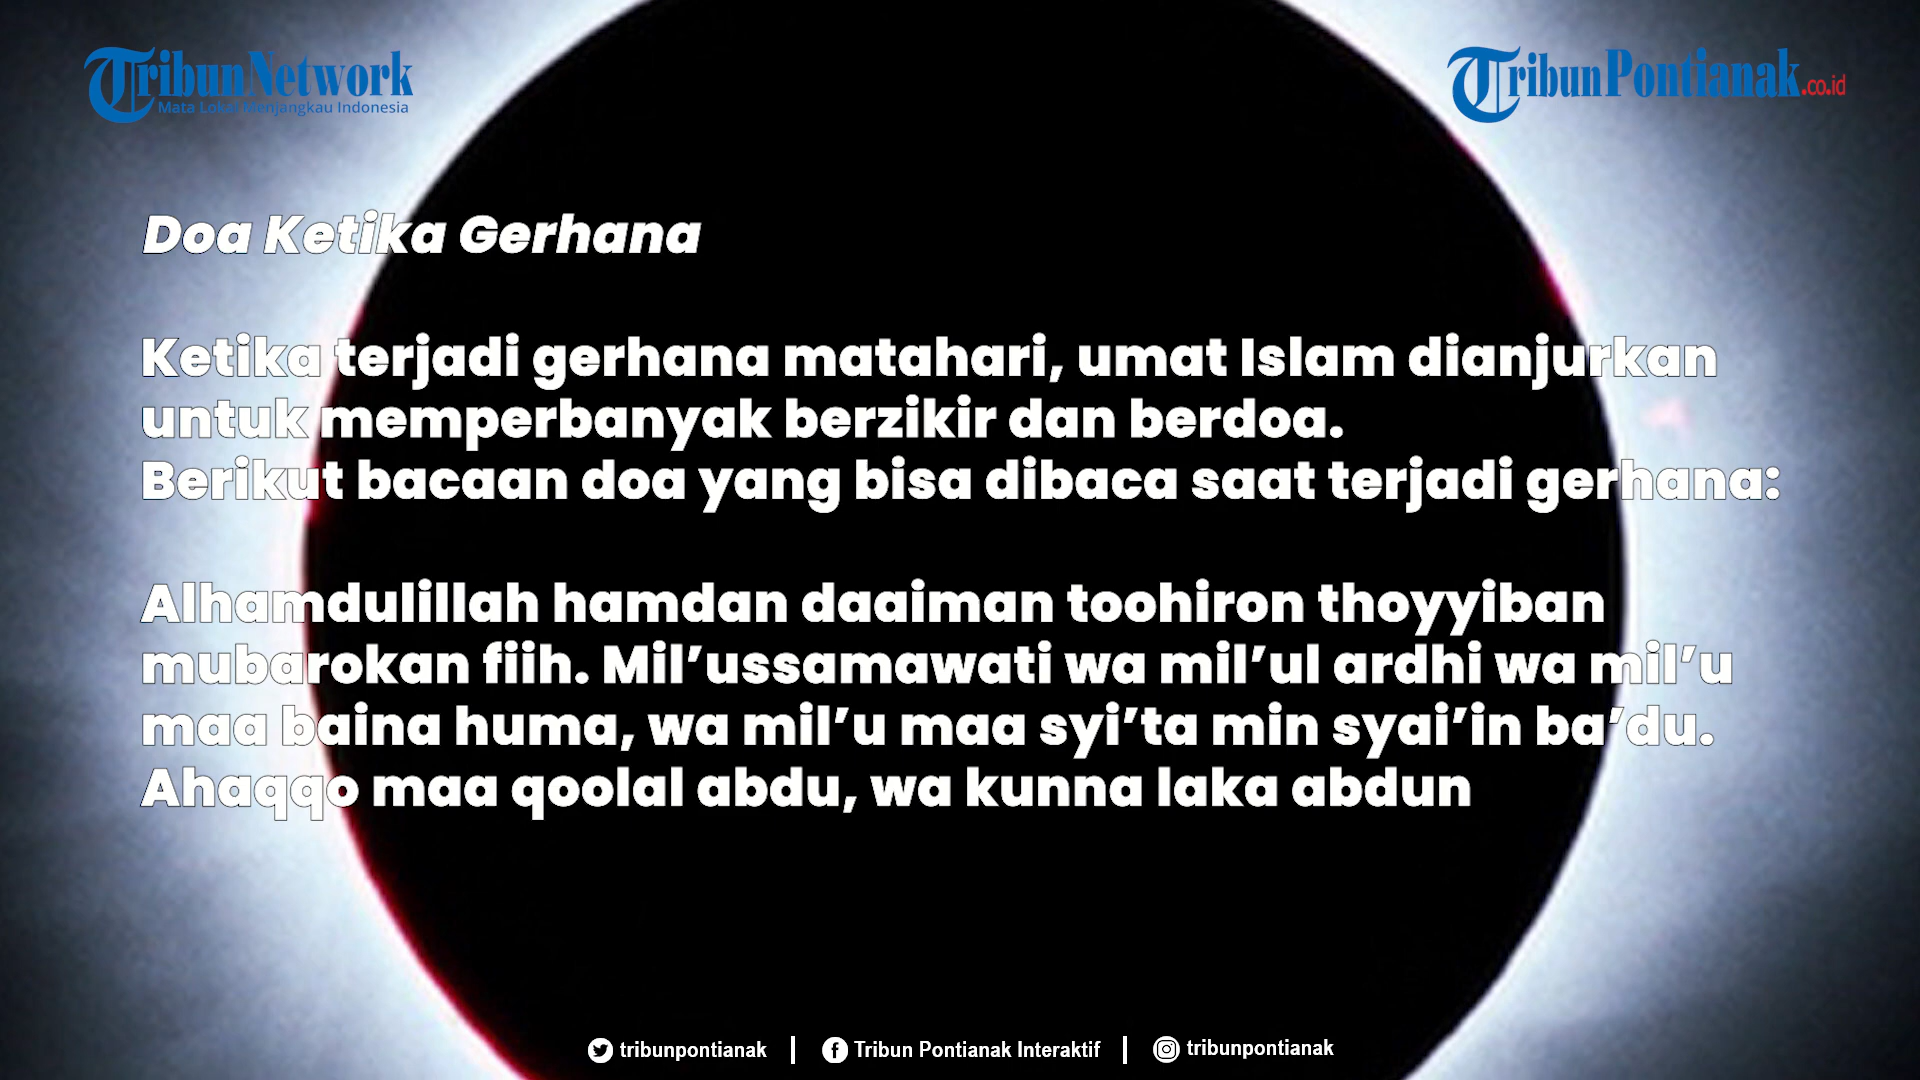 TribunNetwork
Mata Lokal Menjangkau Indonesia
TribunPontianak.co.id
Doa Ketika Gerhana
Ketika terjadi gerhana matahari, umat Islam dianjurkan
untuk memperbanyak berzikir dan berdoa.
Berikut bacaan doa yang bisa dibaca saat terjadi gerhana:
Alhamdulillah hamdan daaiman toohiron thoyyiban
mubarokan fiih. Mil’ussamawati wa mil’ul ardhi wa mil’u
maa baina huma, wa mil’u maa syi’ta min syai’in ba’du.
Ahaqqo maa qoolal abdu, wa kunna laka abdun
tribunpontianak | Tribun Pontianak Interaktif | tribunpontianak